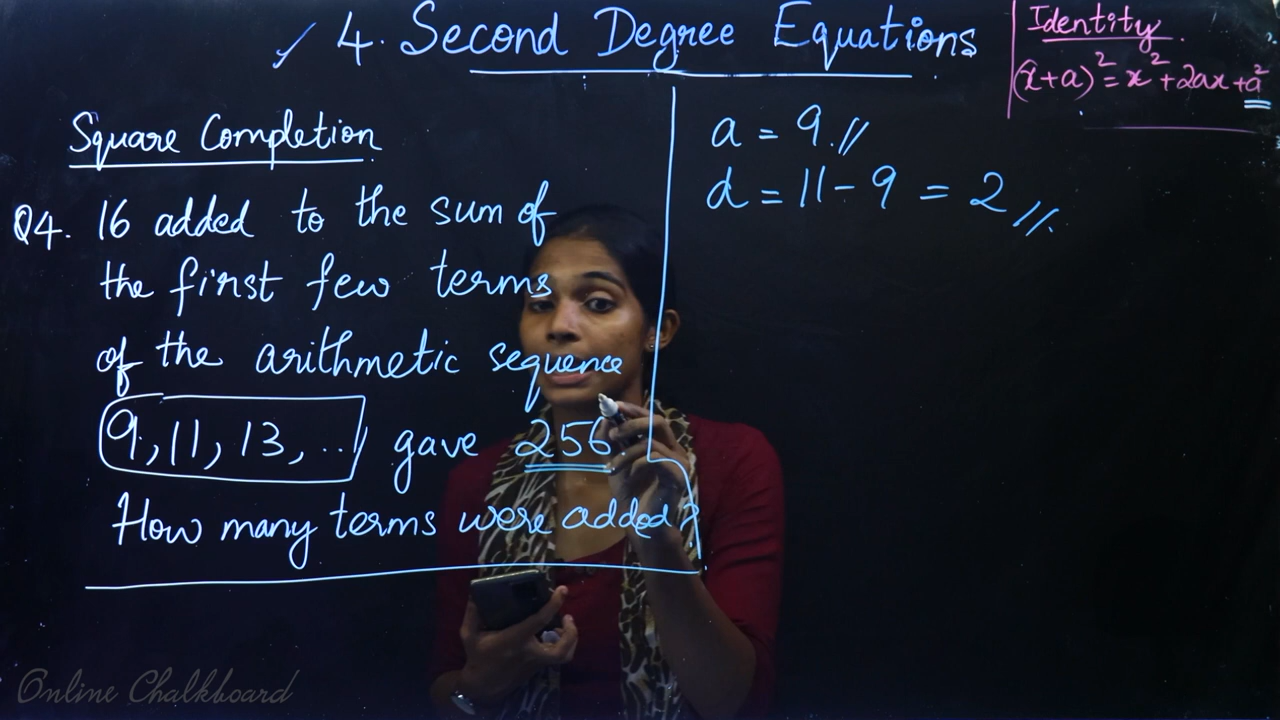 4. Second Degree Equations
Identity
(x+a)² = x² + 2ax + a²
Square Completion
Q4. 16 added to the sum of
the first few terms
of the arithmetic sequence
9, 11, 13, ... gave 256.
How many terms were added?
a = 9 //
d = 11 - 9 = 2 //.
Online Chalkboard